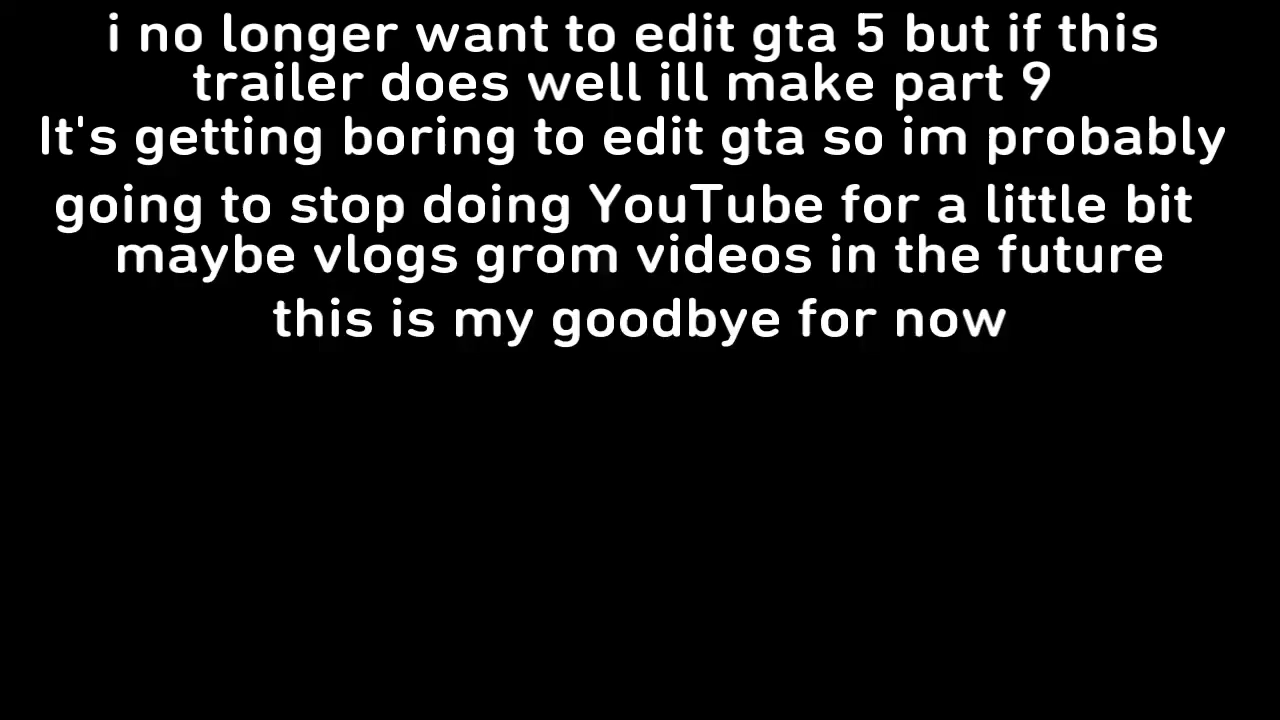 i no longer want to edit gta 5 but if this
trailer does well ill make part 9
It's getting boring to edit gta so im probably
going to stop doing YouTube for a little bit
maybe vlogs grom videos in the future
this is my goodbye for now